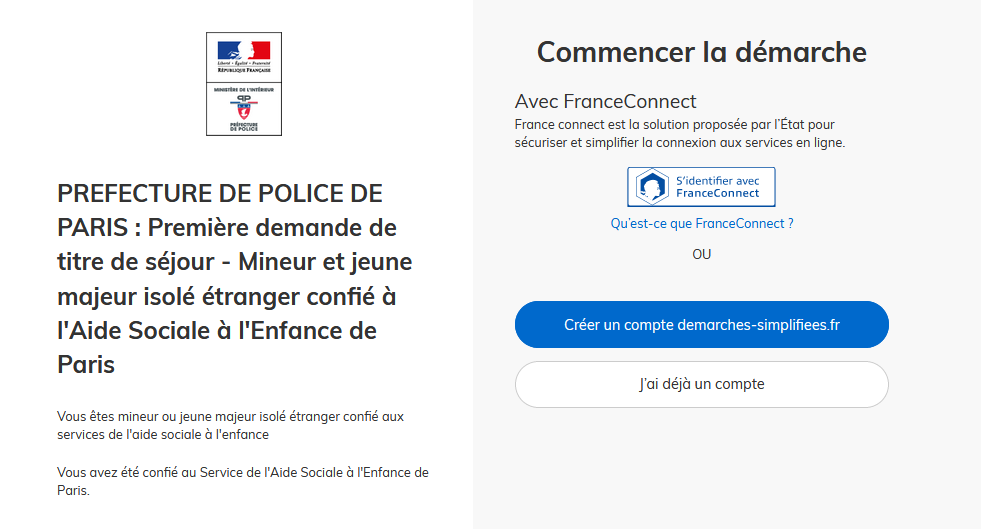 Liberté • Égalité • Fraternité
RÉPUBLIQUE FRANÇAISE
MINISTÈRE DE L'INTÉRIEUR
PP
PRÉFECTURE
DE POLICE
PREFECTURE DE POLICE DE
PARIS : Première demande de
titre de séjour - Mineur et jeune
majeur isolé étranger confié à
l'Aide Sociale à l'Enfance de
Paris
Vous êtes mineur ou jeune majeur isolé étranger confié aux
services de l'aide sociale à l'enfance
Vous avez été confié au Service de l'Aide Sociale à l'Enfance de
Paris.
Commencer la démarche
Avec FranceConnect
France connect est la solution proposée par l’État pour
sécuriser et simplifier la connexion aux services en ligne.
S'identifier avec
FranceConnect
Qu’est-ce que FranceConnect ?
OU
Créer un compte demarches-simplifiees.fr
J’ai déjà un compte